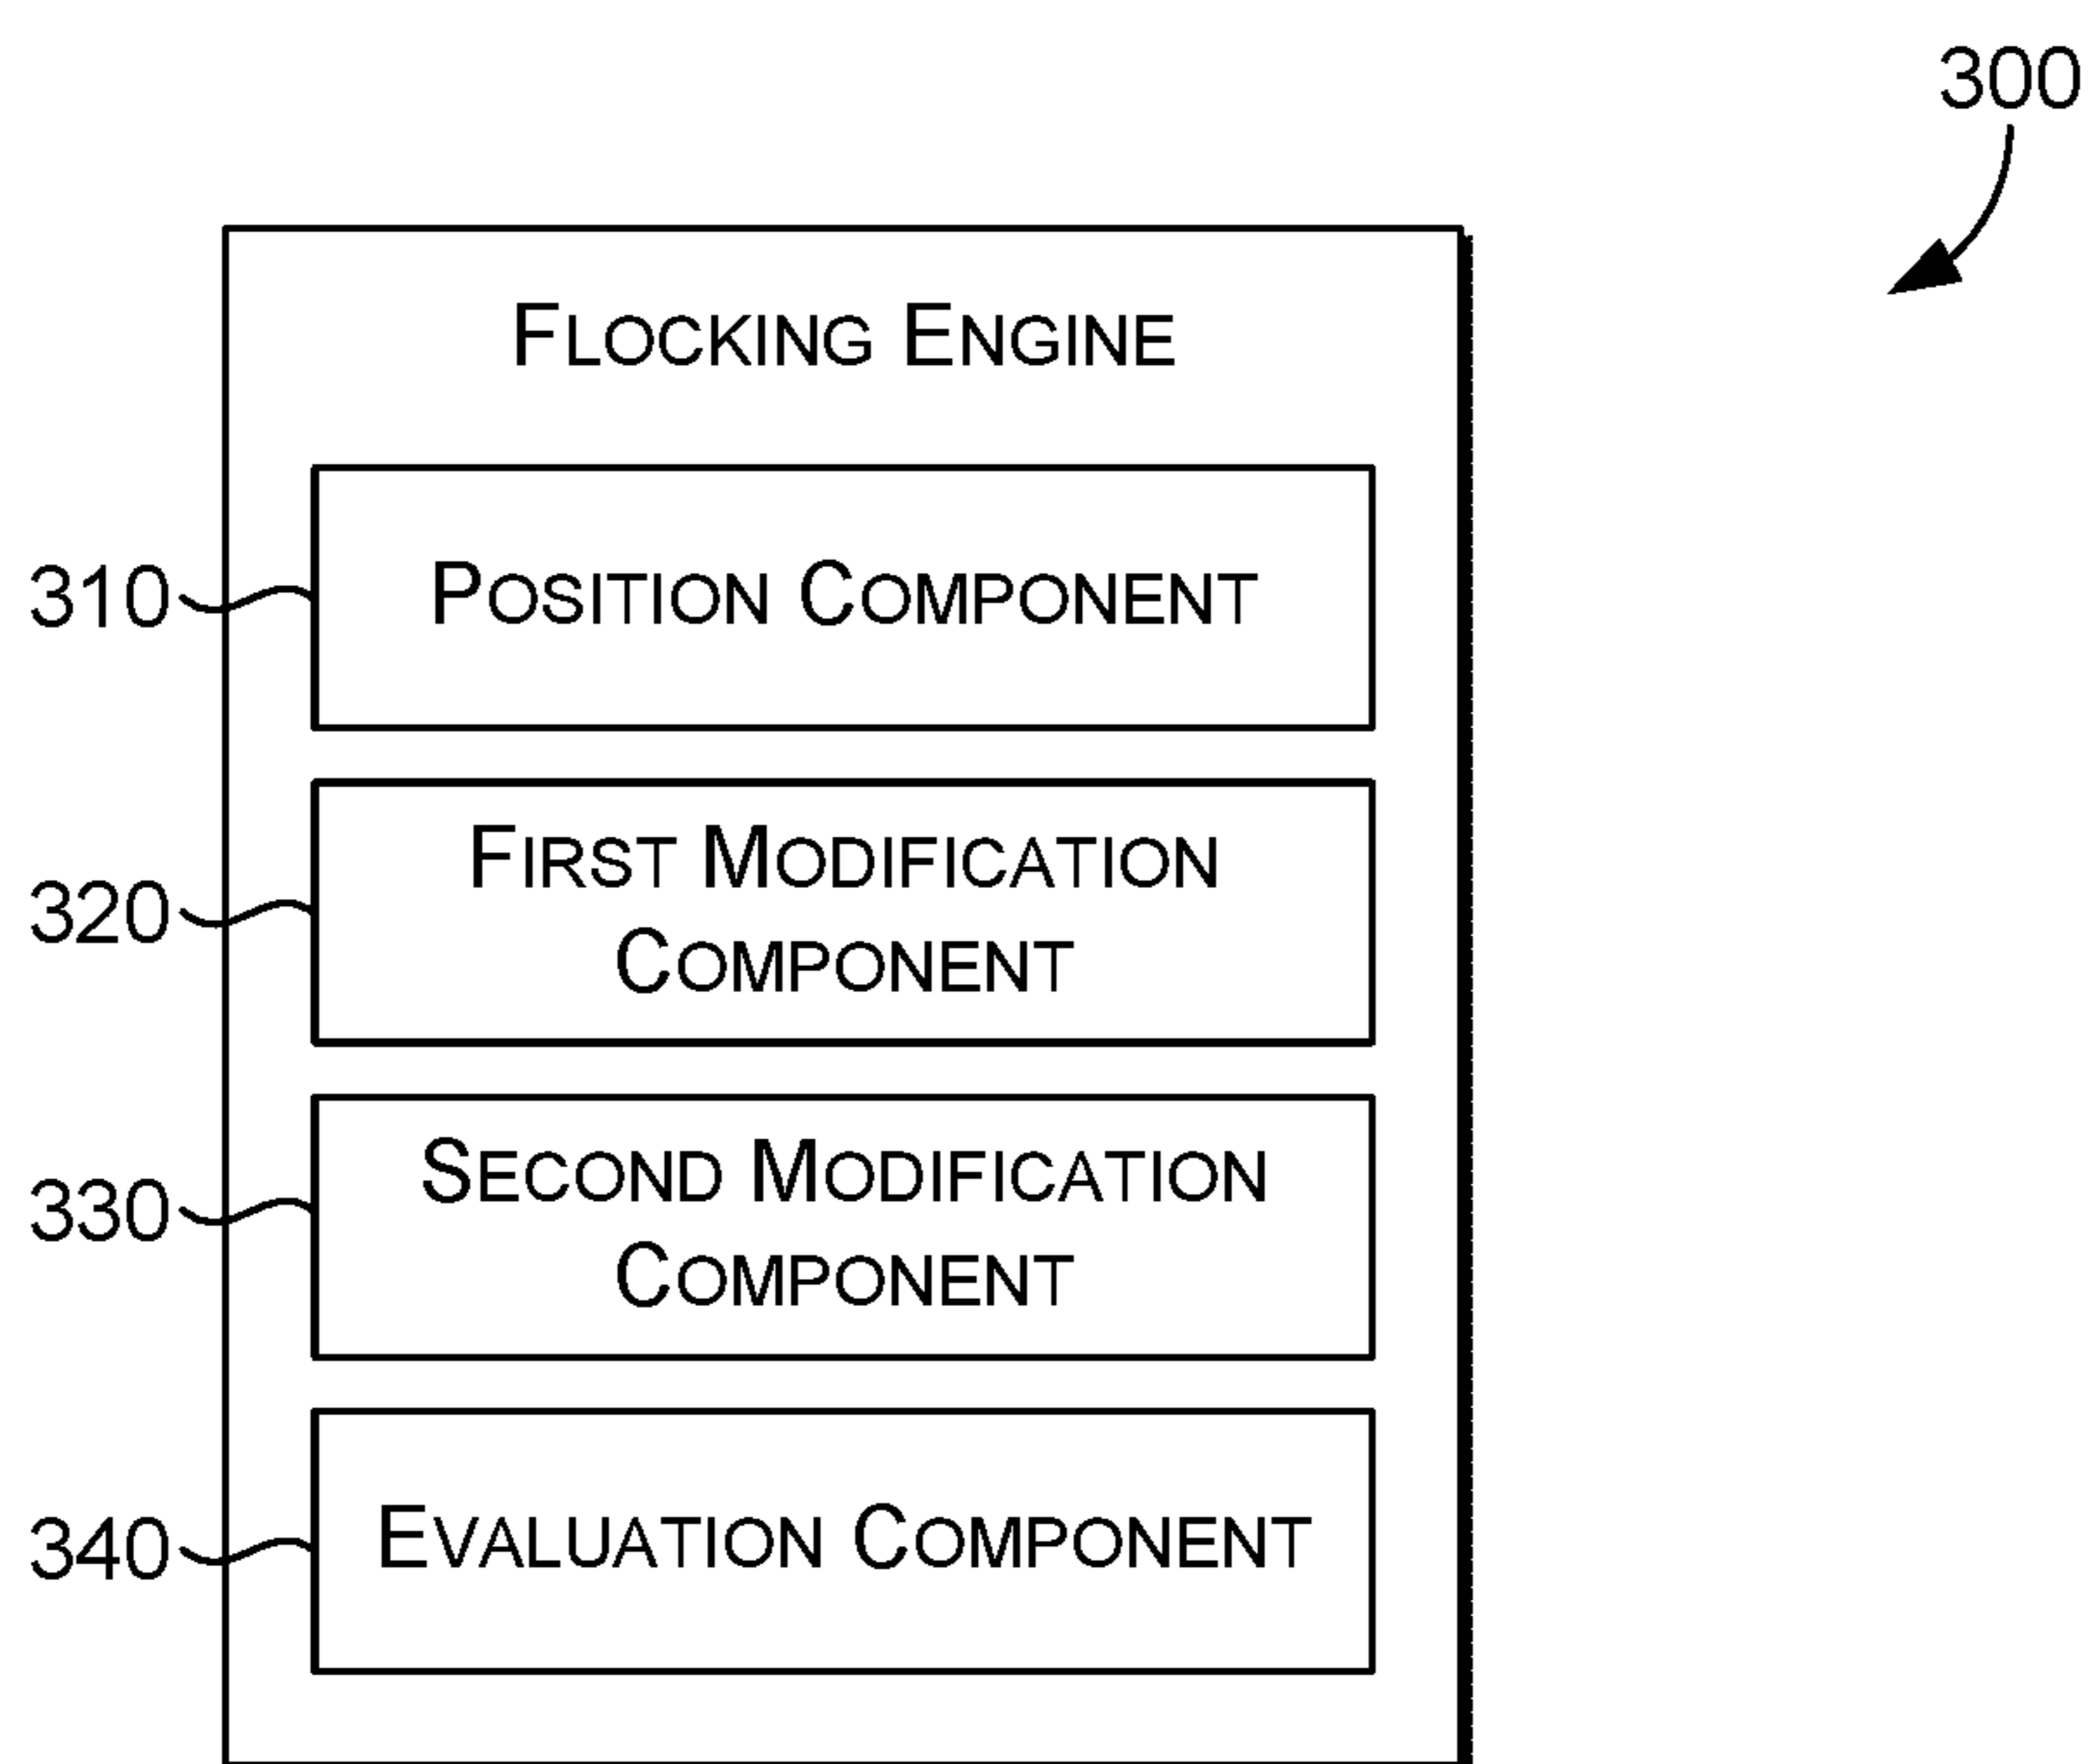 300
FLOCKING ENGINE
310
POSITION COMPONENT
320
FIRST MODIFICATION
COMPONENT
330
SECOND MODIFICATION
COMPONENT
340
EVALUATION COMPONENT